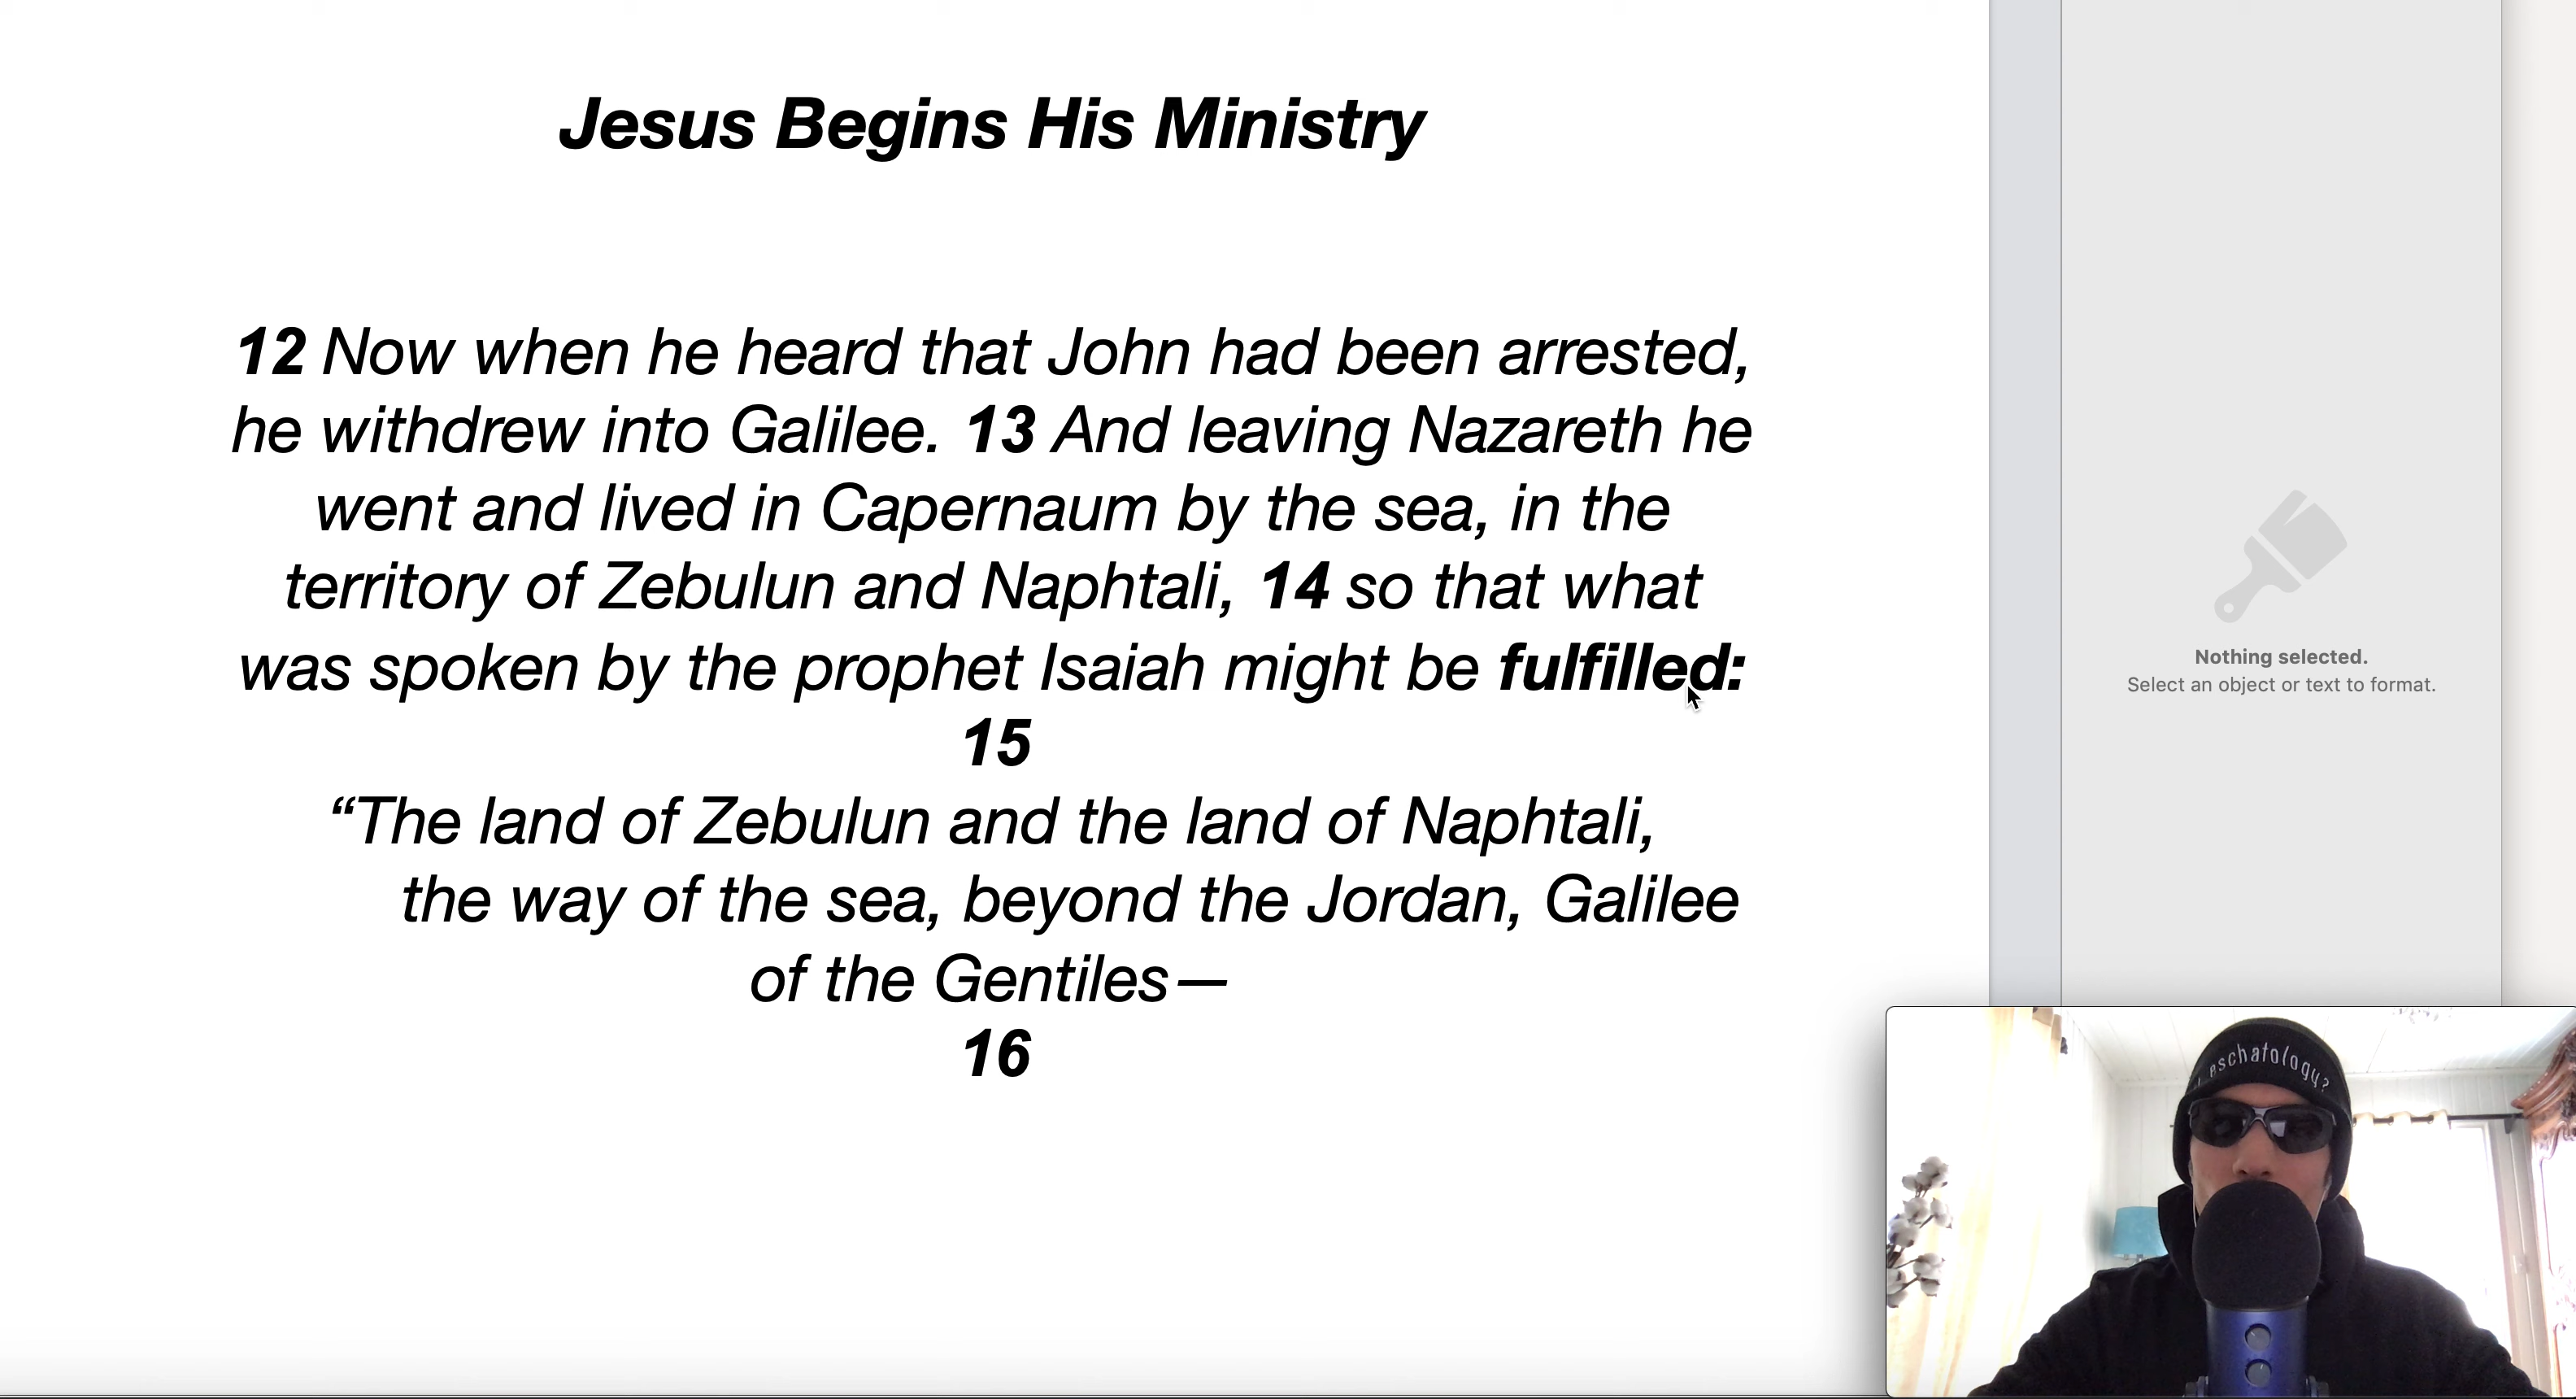 Jesus Begins His Ministry
12 Now when he heard that John had been arrested,
he withdrew into Galilee. 13 And leaving Nazareth he
went and lived in Capernaum by the sea, in the
territory of Zebulun and Naphtali, 14 so that what
was spoken by the prophet Isaiah might be fulfilled:
15
“The land of Zebulun and the land of Naphtali,
the way of the sea, beyond the Jordan, Galilee
of the Gentiles—
16
Nothing selected.
Select an object or text to format.
eschatology?